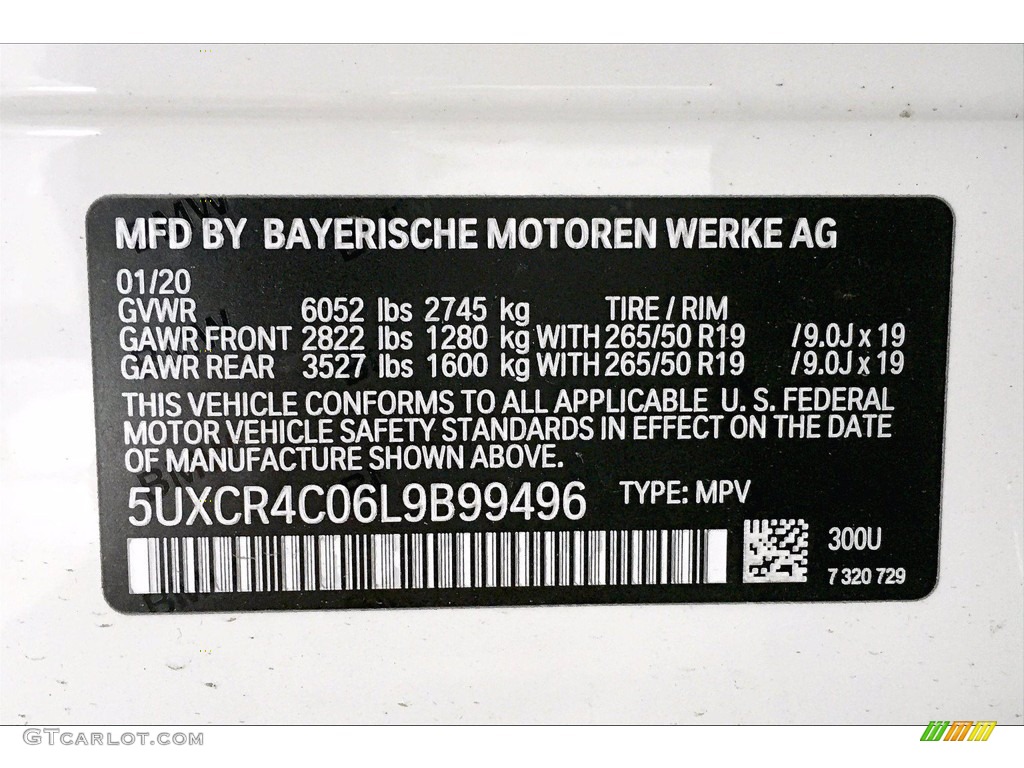 MFD BY BAYERISCHE MOTOREN WERKE AG
01/20
GVWR 6052 lbs 2745 kg TIRE / RIM
GAWR FRONT 2822 lbs 1280 kg WITH 265/50 R19 /9.0J x 19
GAWR REAR 3527 lbs 1600 kg WITH 265/50 R19 /9.0J x 19
THIS VEHICLE CONFORMS TO ALL APPLICABLE U. S. FEDERAL
MOTOR VEHICLE SAFETY STANDARDS IN EFFECT ON THE DATE
OF MANUFACTURE SHOWN ABOVE.
5UXCR4C06L9B99496 TYPE: MPV
300U
7 320 729
GTCARLOT.COM